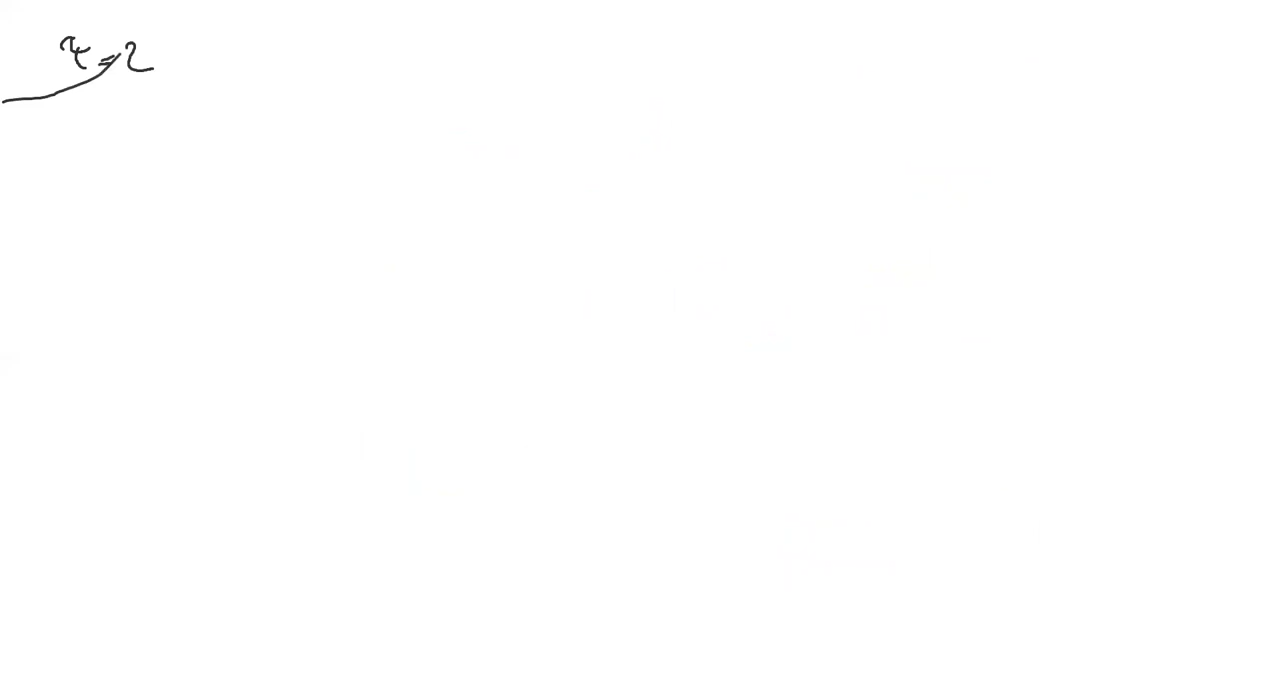 x = 2